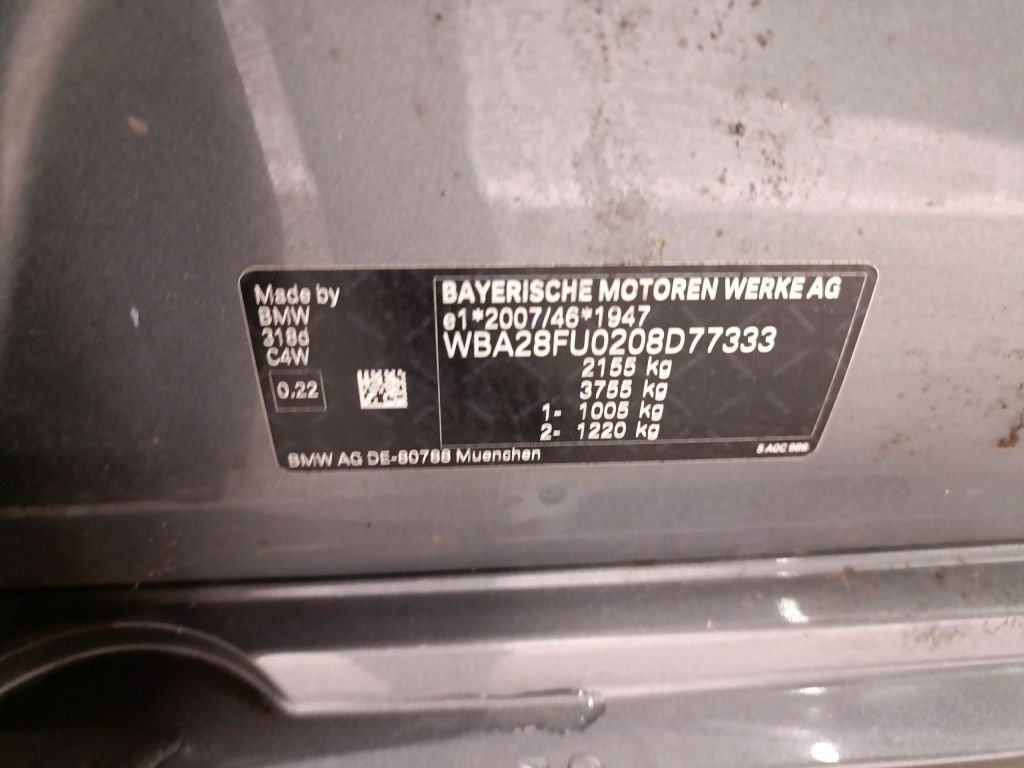 Made by
BMW
318d
C4W
0.22
BAYERISCHE MOTOREN WERKE AG
e1*2007/46*1947
WBA28FU0208D77333
2155 kg
3755 kg
1- 1005 kg
2- 1220 kg
BMW AG DE-80788 Muenchen